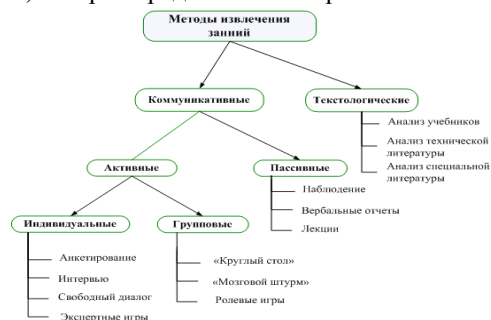 Методы извлечения
занний
Коммуникативные
Текстологические
Анализ учебников
Анализ технической
литературы
Анализ специальной
литературы
Активные
Пассивные
Наблюдение
Вербальные отчеты
Лекции
Индивидуальные
Групповые
Анкетирование
Интервью
Свободный диалог
Экспертные игры
«Круглый стол»
«Мозговой штурм»
Ролевые игры